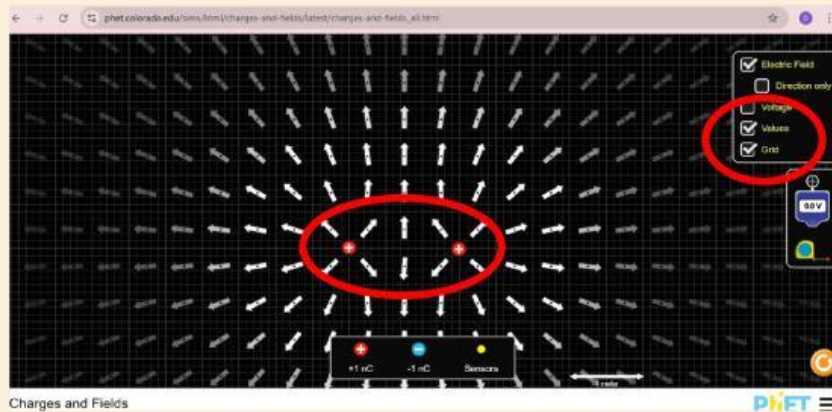 phet.colorado.edu/sims/html/charges-and-fields/latest/charges-and-fields_all.html
Electric Field
Direction only
Voltage
Values
Grid
0.0 V
+1 nC
-1 nC
Sensors
1 meter
Charges and Fields
PhET